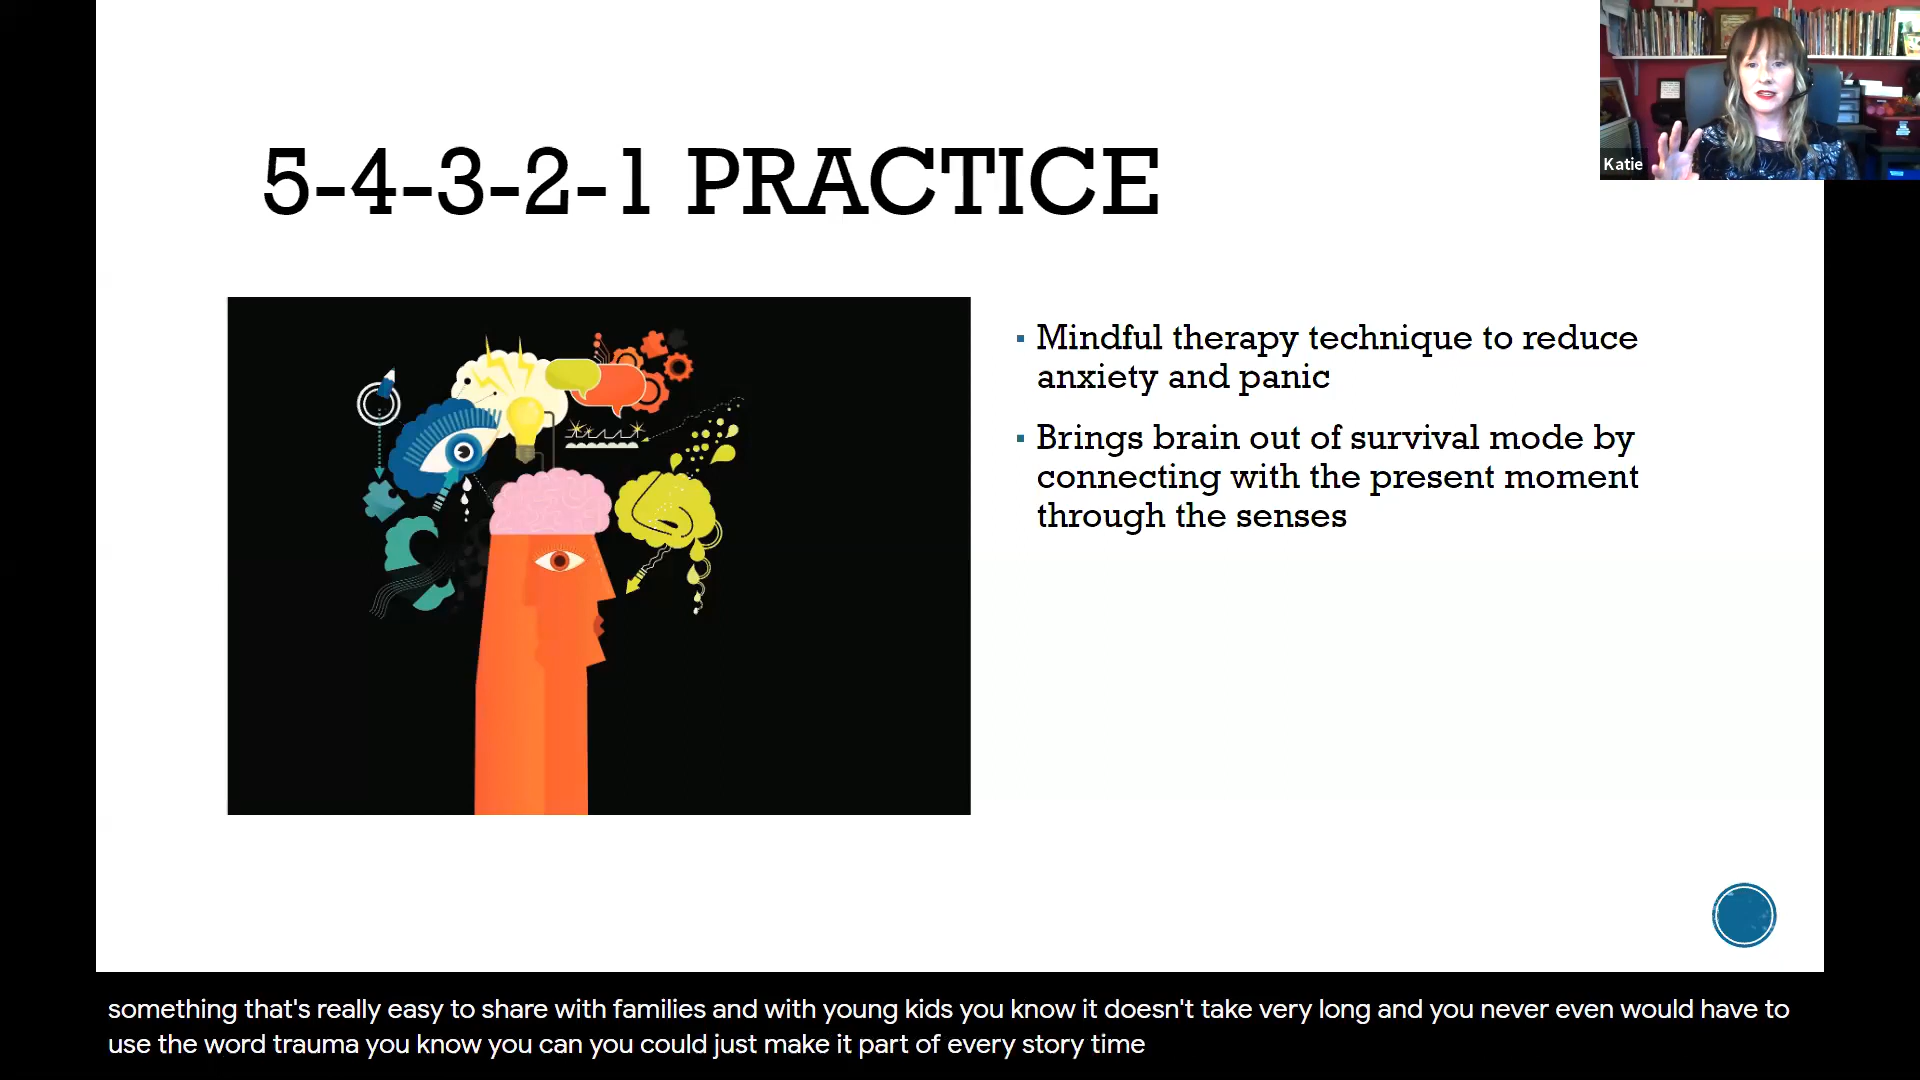 Katie
5-4-3-2-1 PRACTICE
Mindful therapy technique to reduce
anxiety and panic
Brings brain out of survival mode by
connecting with the present moment
through the senses
something that's really easy to share with families and with young kids you know it doesn't take very long and you never even would have to
use the word trauma you know you can you could just make it part of every story time